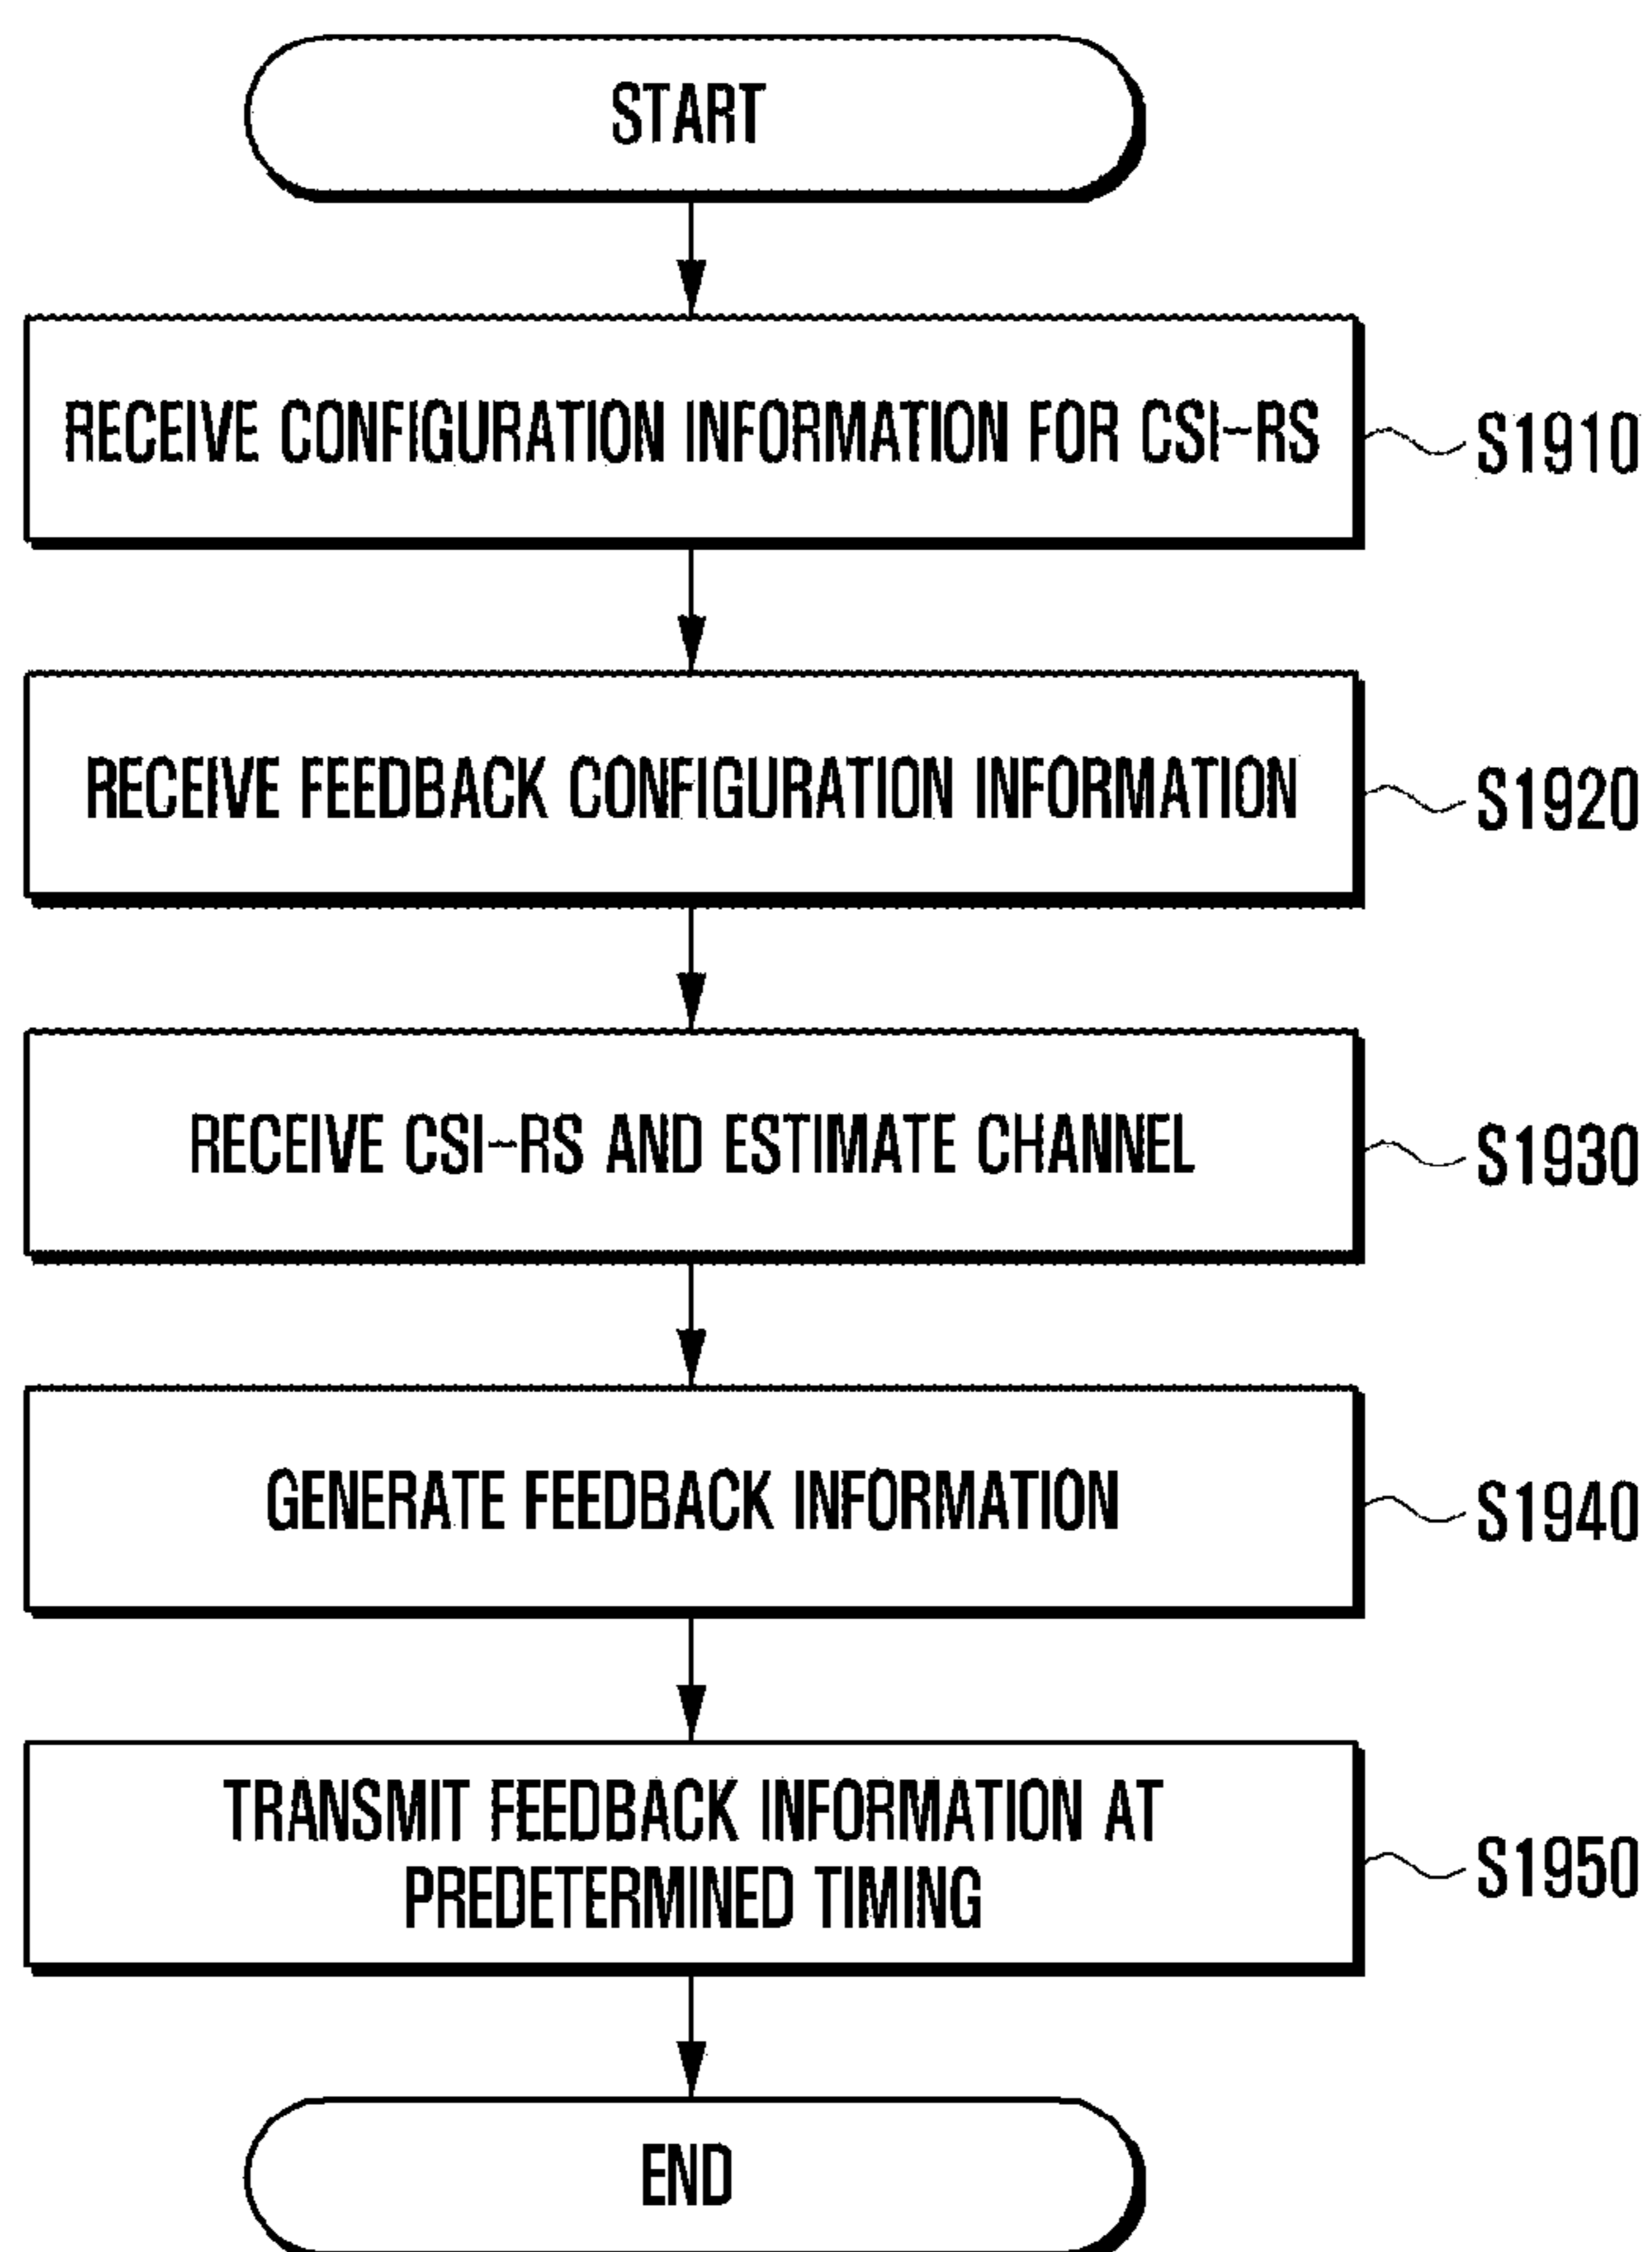 START
RECEIVE CONFIGURATION INFORMATION FOR CSI-RS
S1910
RECEIVE FEEDBACK CONFIGURATION INFORMATION
S1920
RECEIVE CSI-RS AND ESTIMATE CHANNEL
S1930
GENERATE FEEDBACK INFORMATION
S1940
TRANSMIT FEEDBACK INFORMATION AT
PREDETERMINED TIMING
S1950
END